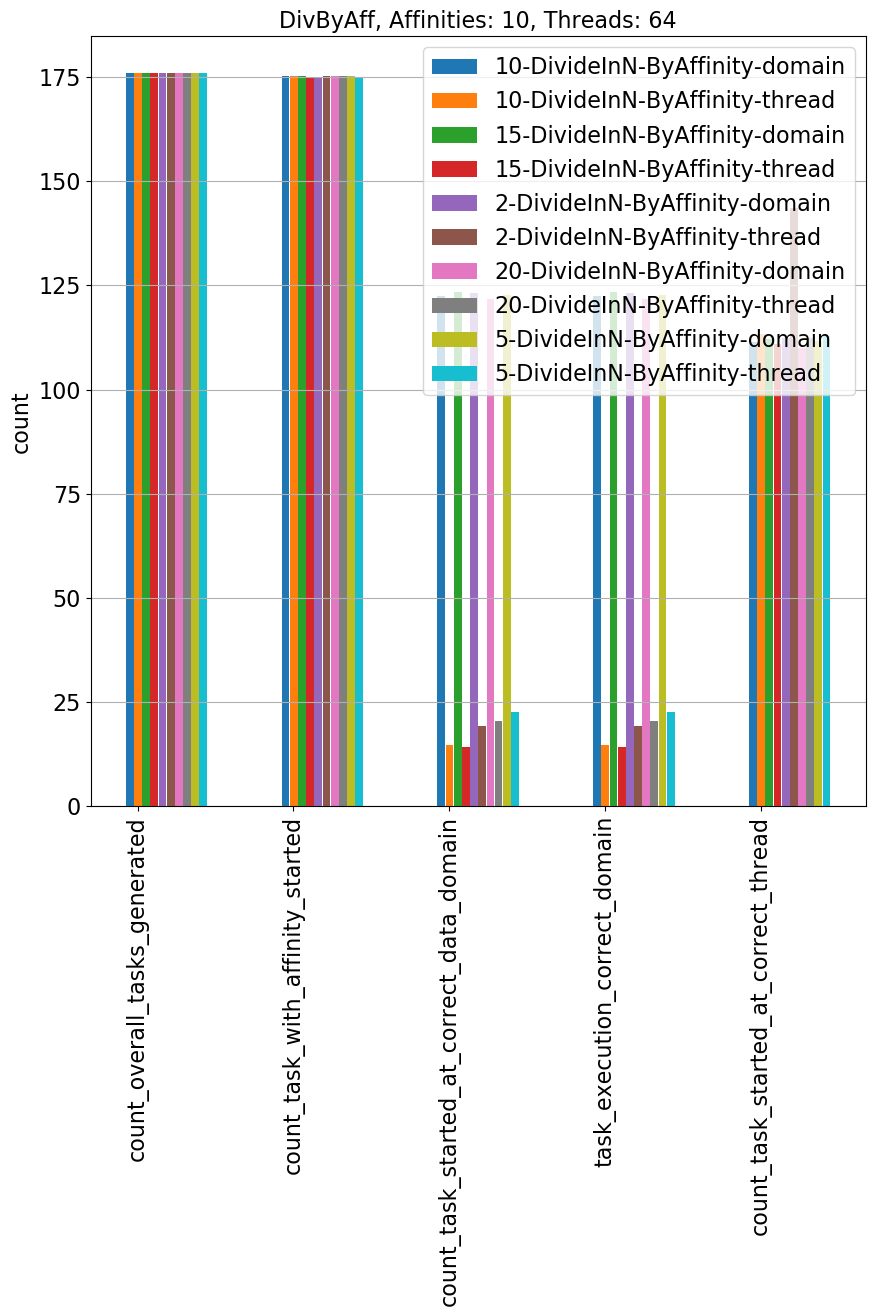 DivByAff, Affinities: 10, Threads: 64
175
150
125
100
75
50
25
0
count
10-DivideInN-ByAffinity-domain
10-DivideInN-ByAffinity-thread
15-DivideInN-ByAffinity-domain
15-DivideInN-ByAffinity-thread
2-DivideInN-ByAffinity-domain
2-DivideInN-ByAffinity-thread
20-DivideInN-ByAffinity-domain
20-DivideInN-ByAffinity-thread
5-DivideInN-ByAffinity-domain
5-DivideInN-ByAffinity-thread
count_overall_tasks_generated
count_task_with_affinity_started
count_task_started_at_correct_data_domain
task_execution_correct_domain
count_task_started_at_correct_thread